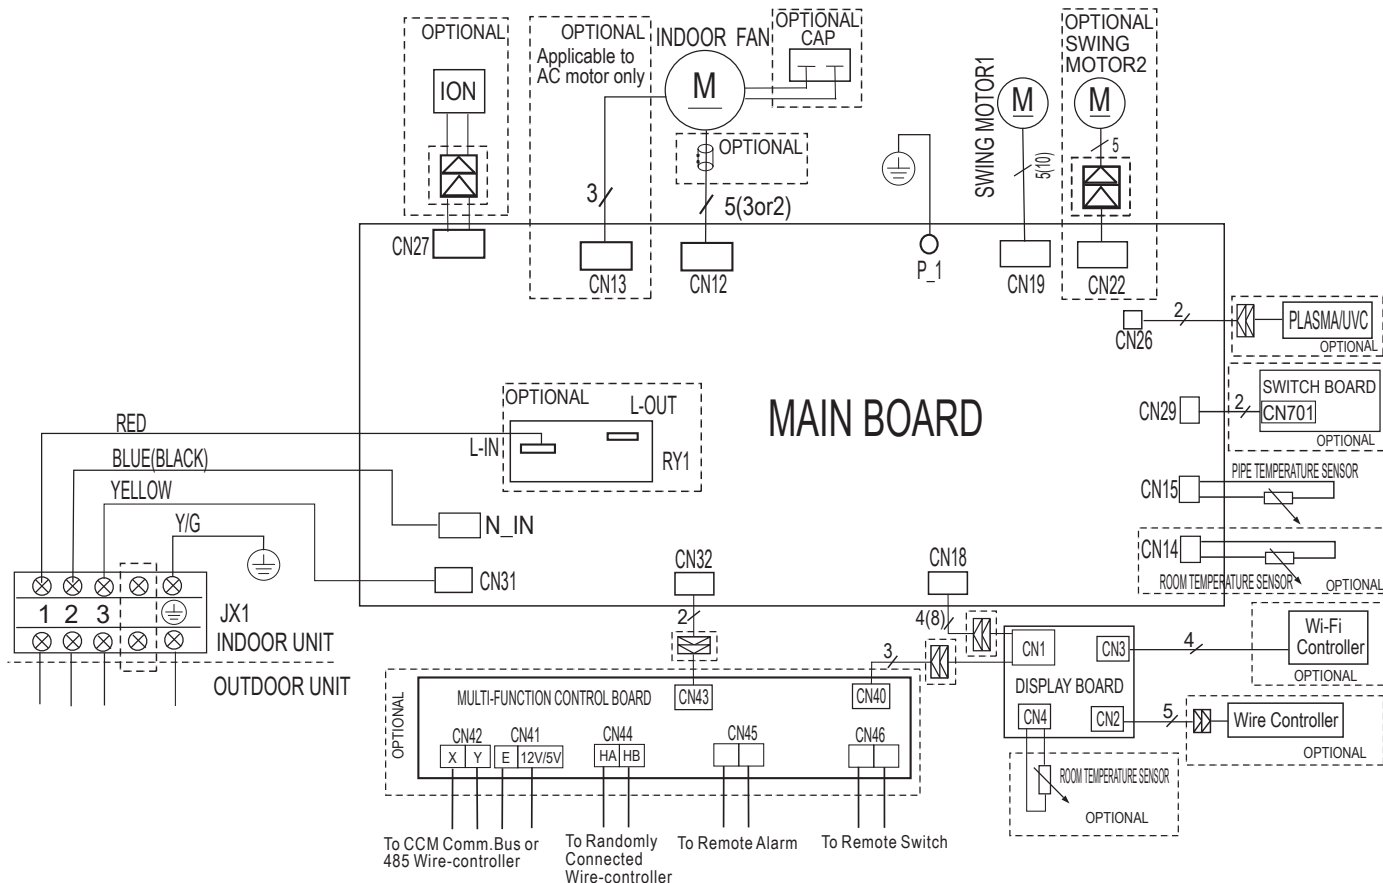 OPTIONAL
ION
CN27
OPTIONAL
Applicable to
AC motor only
3
CN13
INDOOR FAN
M
OPTIONAL
CAP
OPTIONAL
5(3or2)
CN12
P_1
SWING MOTOR1
M
5(10)
CN19
OPTIONAL
SWING
MOTOR2
M
5
CN22
CN26
2
PLASMA/UVC
OPTIONAL
CN29
2
SWITCH BOARD
CN701
OPTIONAL
PIPE TEMPERATURE SENSOR
CN15
CN14
ROOM TEMPERATURE SENSOR
OPTIONAL
MAIN BOARD
OPTIONAL
L-OUT
L-IN
RY1
RED
BLUE(BLACK)
YELLOW
Y/G
N_IN
CN31
1 2 3
JX1
INDOOR UNIT
OUTDOOR UNIT
CN32
2
CN18
4(8)
3
OPTIONAL
MULTI-FUNCTION CONTROL BOARD
CN43
CN40
CN42
X Y
CN41
E 12V/5V
CN44
HA HB
CN45
CN46
To CCM Comm.Bus or
485 Wire-controller
To Randomly
Connected
Wire-controller
To Remote Alarm
To Remote Switch
CN1
CN3
DISPLAY BOARD
CN4
CN2
4
Wi-Fi
Controller
OPTIONAL
5
Wire Controller
OPTIONAL
ROOM TEMPERATURE SENSOR
OPTIONAL